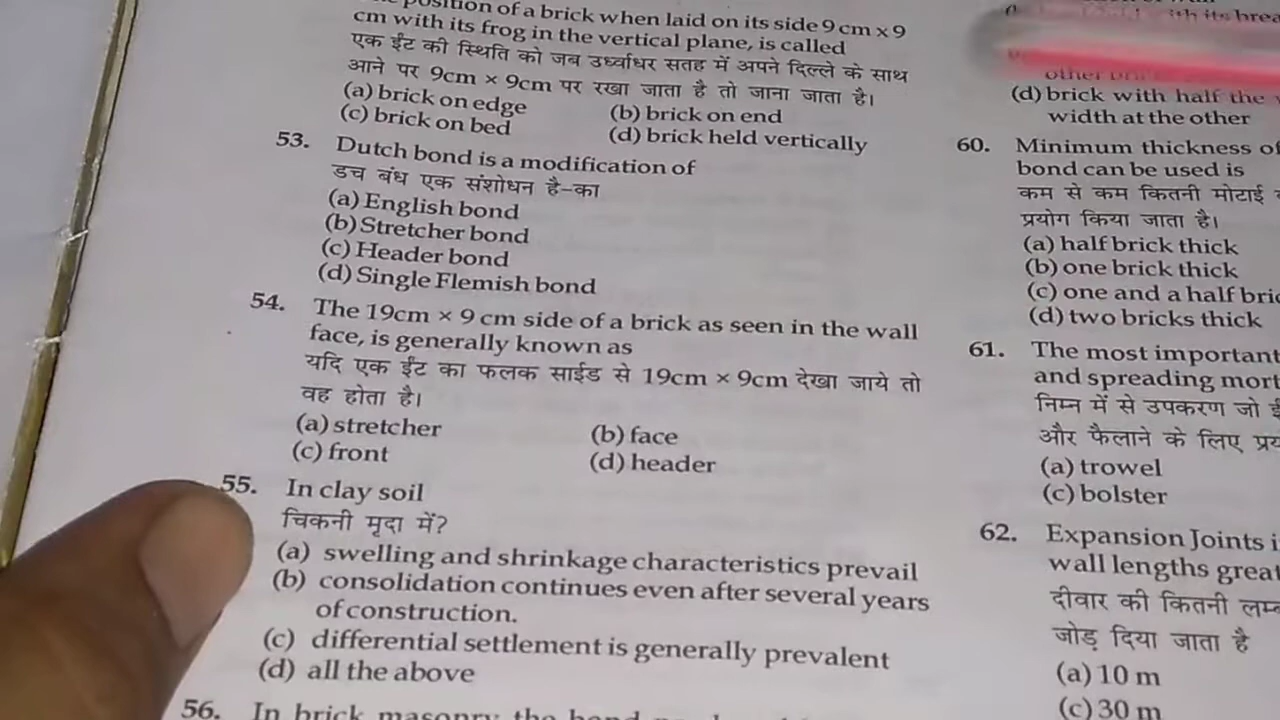 position of a brick when laid on its side 9 cm x 9
cm with its frog in the vertical plane, is called
एक ईंट की स्थिति को जब उर्ध्वाधर सतह में अपने दिल्ले के साथ
आने पर 9cm × 9cm पर रखा जाता है तो जाना जाता है।
(a) brick on edge (b) brick on end
(c) brick on bed (d) brick held vertically
53. Dutch bond is a modification of
डच बंध एक संशोधन है-का
(a) English bond
(b) Stretcher bond
(c) Header bond
(d) Single Flemish bond
54. The 19cm × 9 cm side of a brick as seen in the wall
face, is generally known as
यदि एक ईंट का फलक साईड से 19cm × 9cm देखा जाये तो
वह होता है।
(a) stretcher (b) face
(c) front (d) header
55. In clay soil
चिकनी मृदा में?
(a) swelling and shrinkage characteristics prevail
(b) consolidation continues even after several years
of construction.
(c) differential settlement is generally prevalent
(d) all the above
56. In brick masonry the bond
other
(d) brick with half the
width at the other
60. Minimum thickness of
bond can be used is
कम से कम कितनी मोटाई
प्रयोग किया जाता है।
(a) half brick thick
(b) one brick thick
(c) one and a half
(d) two bricks thick
61. The most important
and spreading
निम्न में से उपकरण जो
और फैलाने के लिए
(a) trowel
(c) bolster
62. Expansion Joints
wall lengths
दीवार की कितनी
जोड़ दिया जाता है
(a) 10 m
(c) 30 m